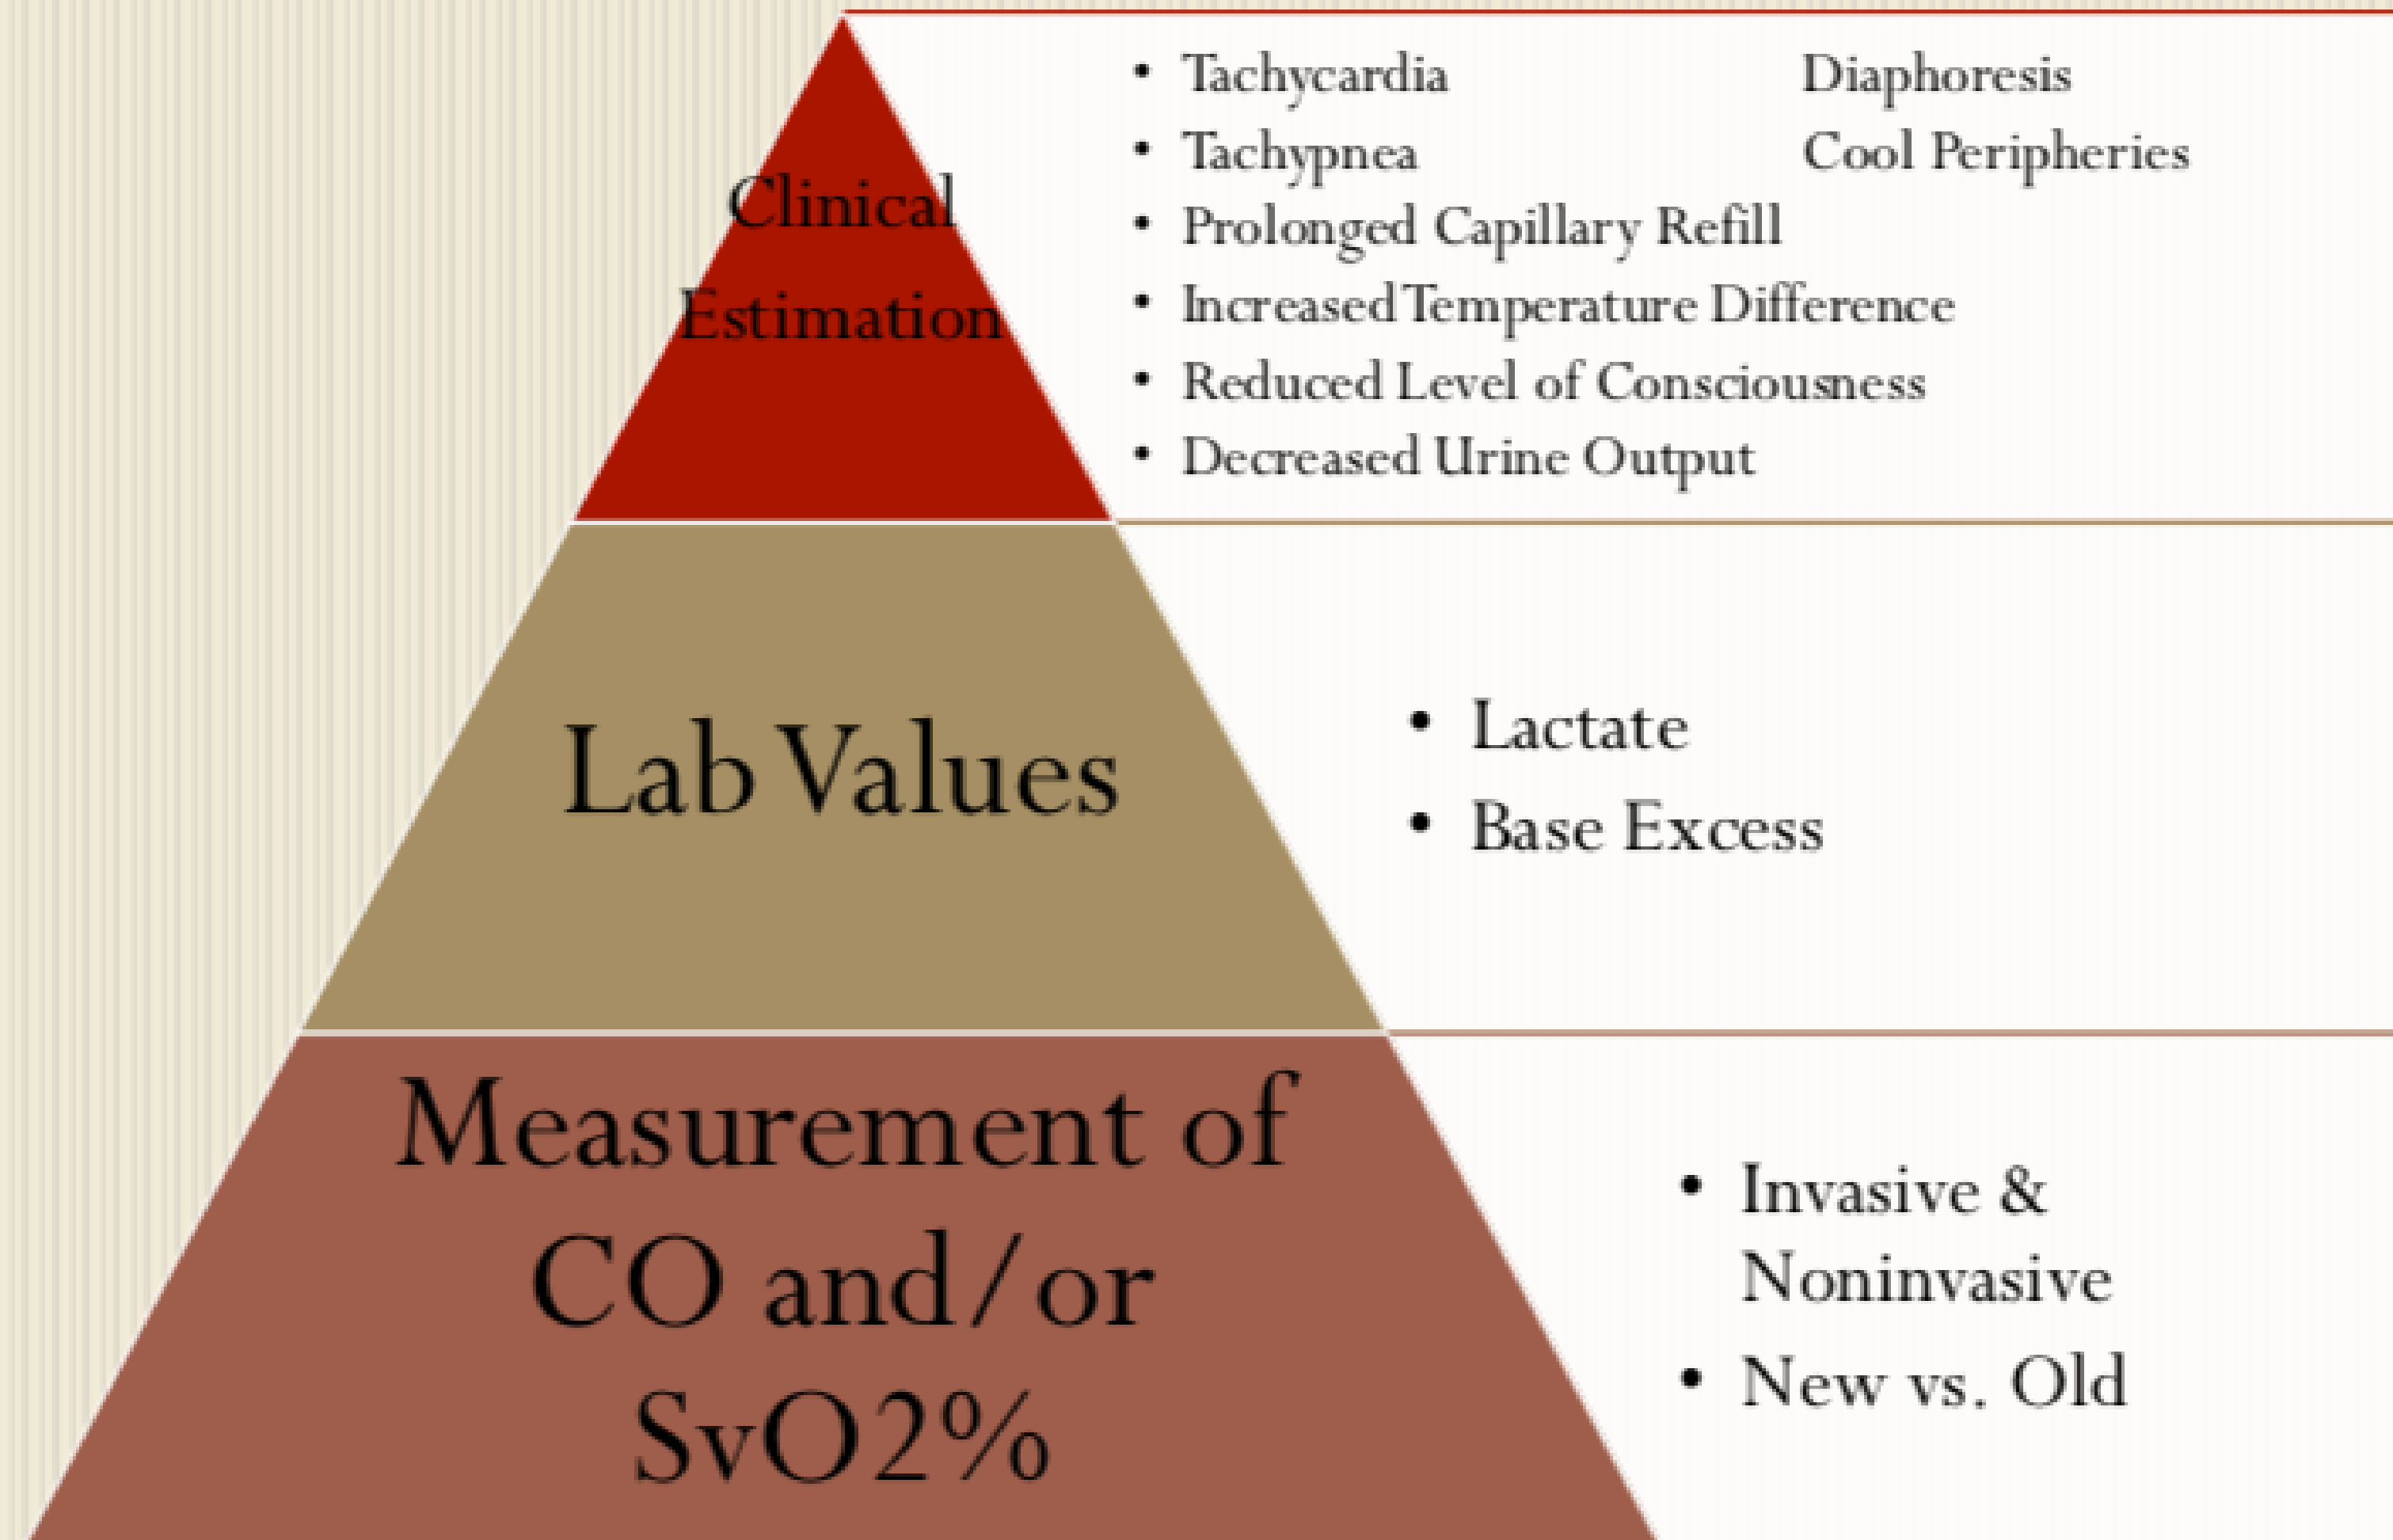 Clinical
Estimation
• Tachycardia Diaphoresis
• Tachypnea Cool Peripheries
• Prolonged Capillary Refill
• Increased Temperature Difference
• Reduced Level of Consciousness
• Decreased Urine Output
Lab Values
• Lactate
• Base Excess
Measurement of
CO and/or
SvO2%
• Invasive &
Noninvasive
• New vs. Old